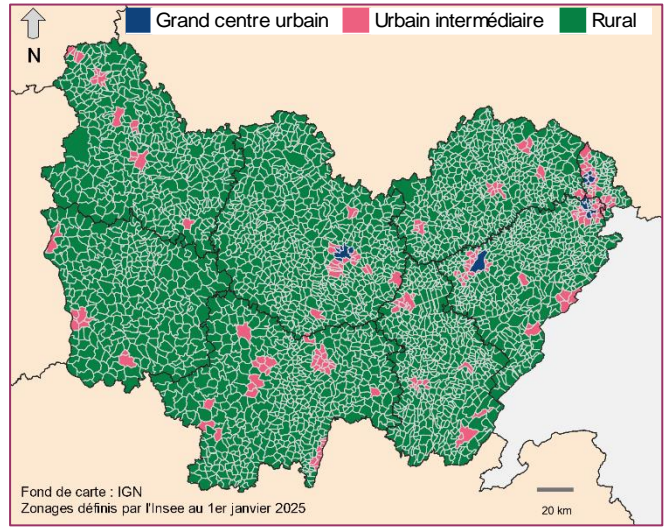 Grand centre urbain Urbain intermédiaire Rural
N
Fond de carte : IGN
Zonages définis par l'Insee au 1er janvier 2025
20 km